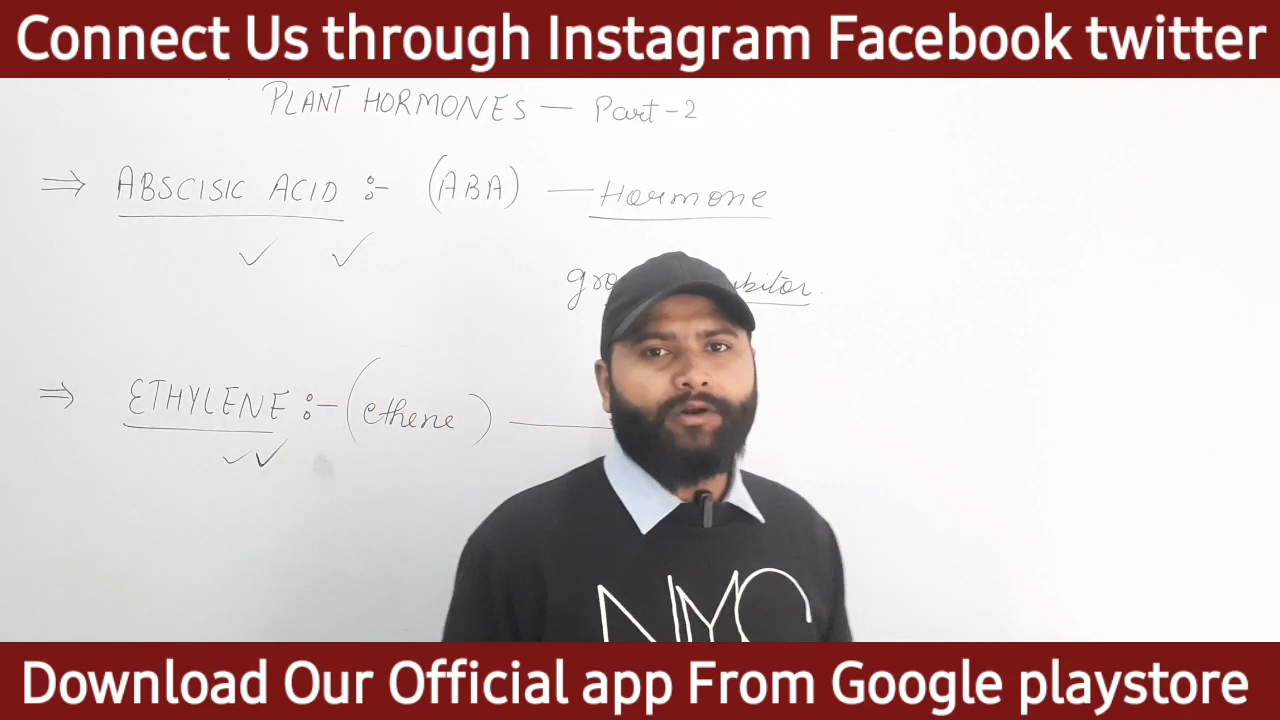 Connect Us through Instagram Facebook twitter
PLANT HORMONES — Part-2
⇒ ABSCISIC ACID :- (ABA) — Hormone
⇒ ETHYLENE :- (ethene) —
NYC
Download Our Official app From Google playstore